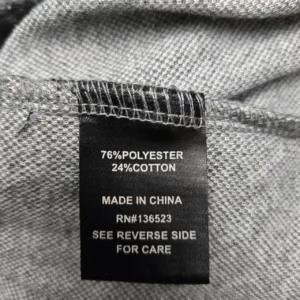 76%POLYESTER
24%COTTON
MADE IN CHINA
RN#136523
SEE REVERSE SIDE
FOR CARE